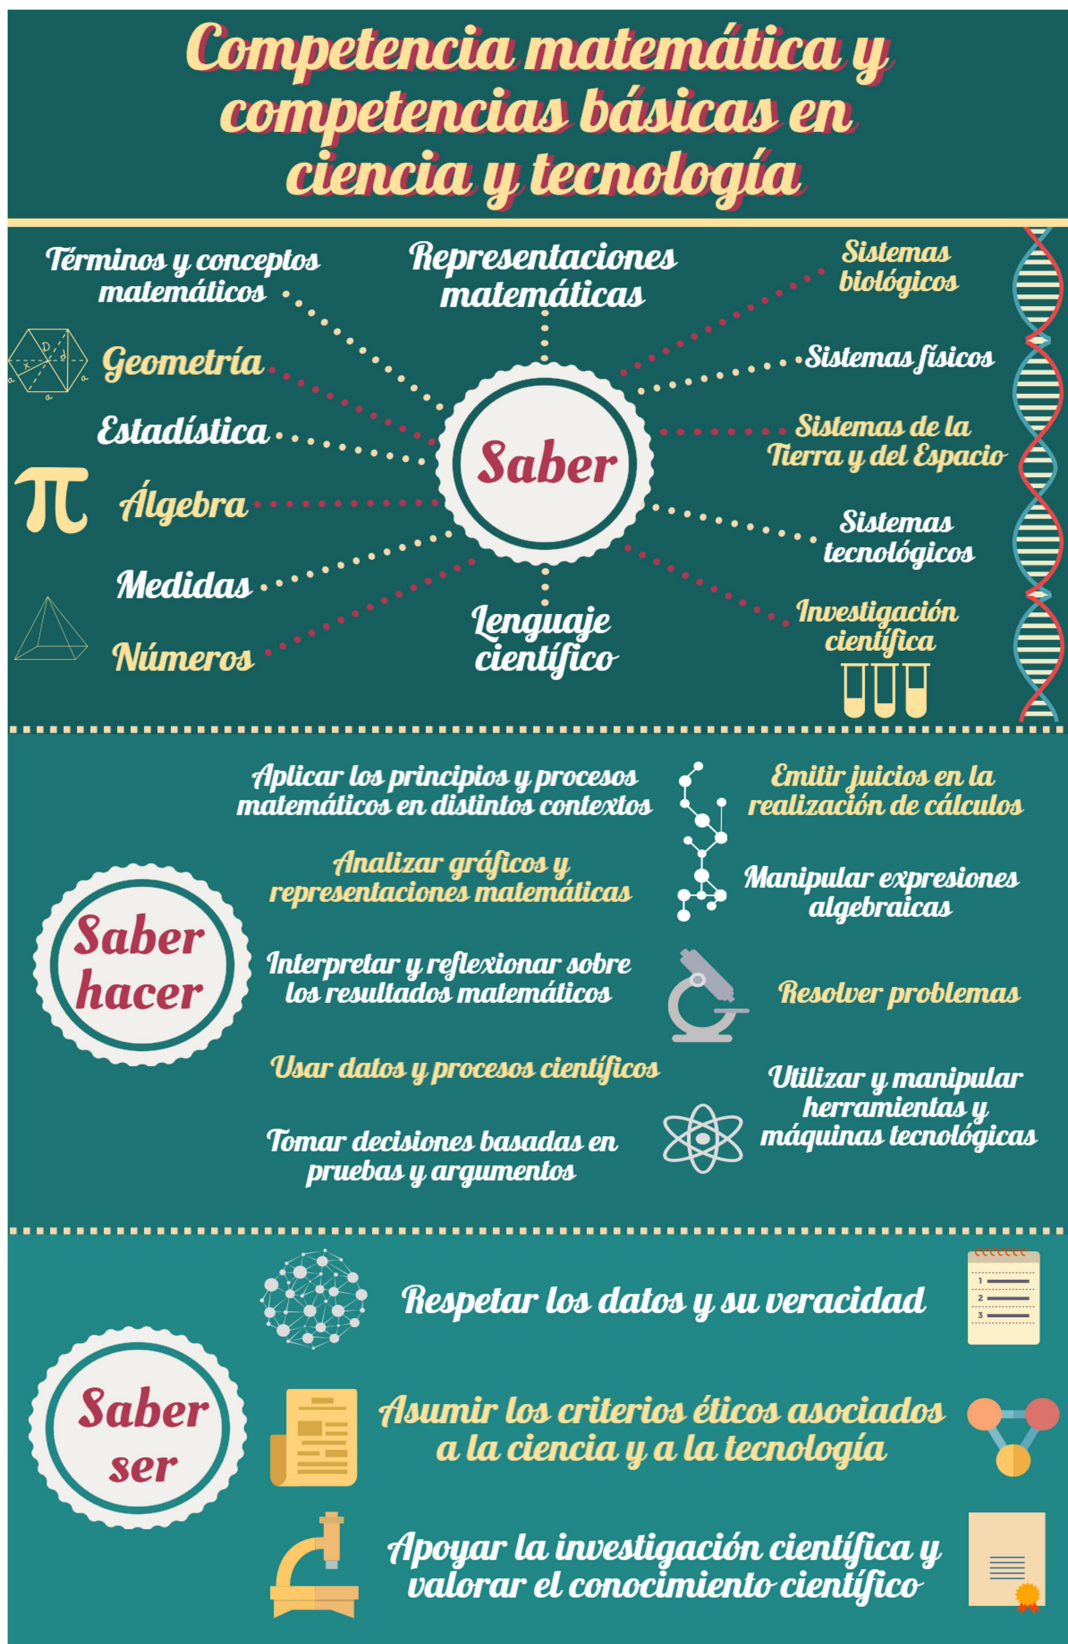 Competencia matemática y
competencias básicas en
ciencia y tecnología
Términos y conceptos
matemáticos
Geometría
Estadística
Álgebra
π
Medidas
Números
Representaciones
matemáticas
Saber
Lenguaje
científico
Sistemas
biológicos
Sistemas físicos
Sistemas de la
Tierra y del Espacio
Sistemas
tecnológicos
Investigación
científica
Saber
hacer
Aplicar los principios y procesos
matemáticos en distintos contextos
Analizar gráficos y
representaciones matemáticas
Interpretar y reflexionar sobre
los resultados matemáticos
Usar datos y procesos científicos
Tomar decisiones basadas en
pruebas y argumentos
Emitir juicios en la
realización de cálculos
Manipular expresiones
algebraicas
Resolver problemas
Utilizar y manipular
herramientas y
máquinas tecnológicas
Saber
ser
Respetar los datos y su veracidad
1
2
3
Asumir los criterios éticos asociados
a la ciencia y a la tecnología
Apoyar la investigación científica y
valorar el conocimiento científico